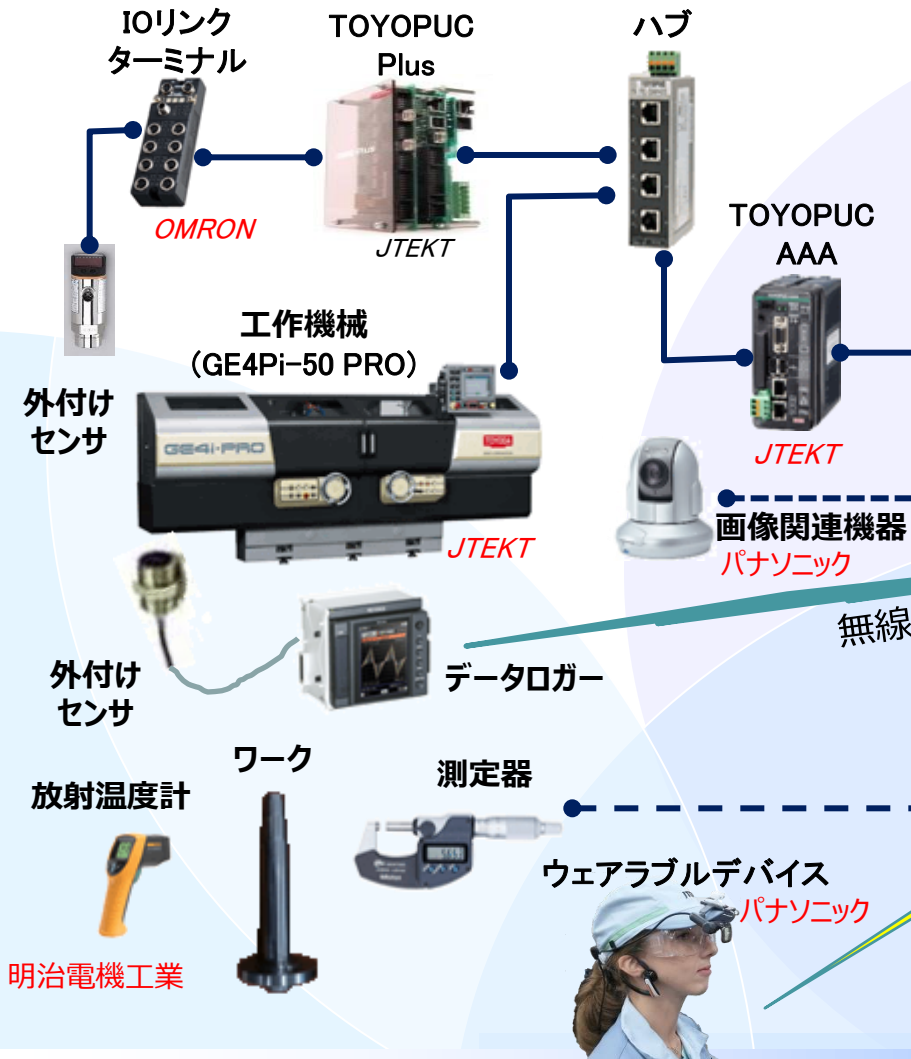 IOリンク
ターミナル
TOYOPUC
Plus
ハブ
OMRON
JTEKT
TOYOPUC
AAA
工作機械
(GE4Pi-50 PRO)
外付け
センサ
GE4i-PRO
TOYODA
JTEKT
JTEKT
画像関連機器
パナソニック
無線
外付け
センサ
データロガー
ワーク
測定器
放射温度計
ウェアラブルデバイス
パナソニック
明治電機工業